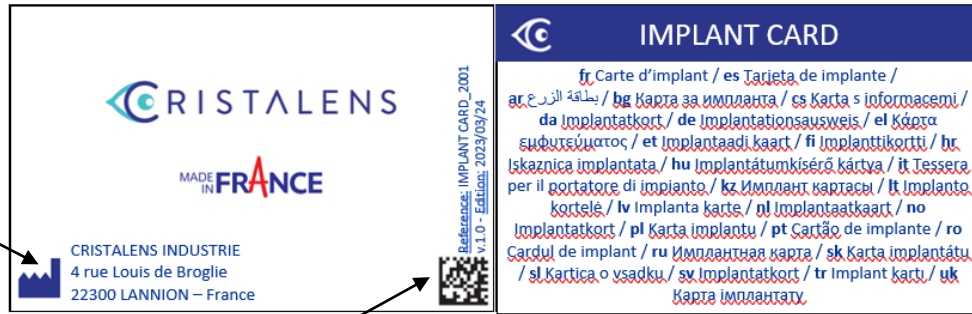 CRISTALENS
MADE IN FRANCE
CRISTALENS INDUSTRIE
4 rue Louis de Broglie
22300 LANNION – France
Reference: IMPLANT CARD_2001
v.1.0 - Edition: 2023/03/24
IMPLANT CARD
fr Carte d’implant / es Tarjeta de implante /
ar بطاقة الزرع / bg Карта за импланта / cs Karta s informacemi /
da Implantatkort / de Implantationsausweis / el Κάρτα
εμφυτεύματος / et Implantaadi kaart / fi Implanttikortti / hr
Iskaznica implantata / hu Implantátumkísérő kártya / it Tessera
per il portatore di impianto / kz Имплант картасы / lt Implanto
kortelė / lv Implanta karte / nl Implantaatkaart / no
Implantatkort / pl Karta implantu / pt Cartão de implante / ro
Cardul de implant / ru Имплантная карта / sk Karta implantátu
/ sl Kartica o vsadku / sv Implantatkort / tr Implant kartı / uk
Карта імплантату